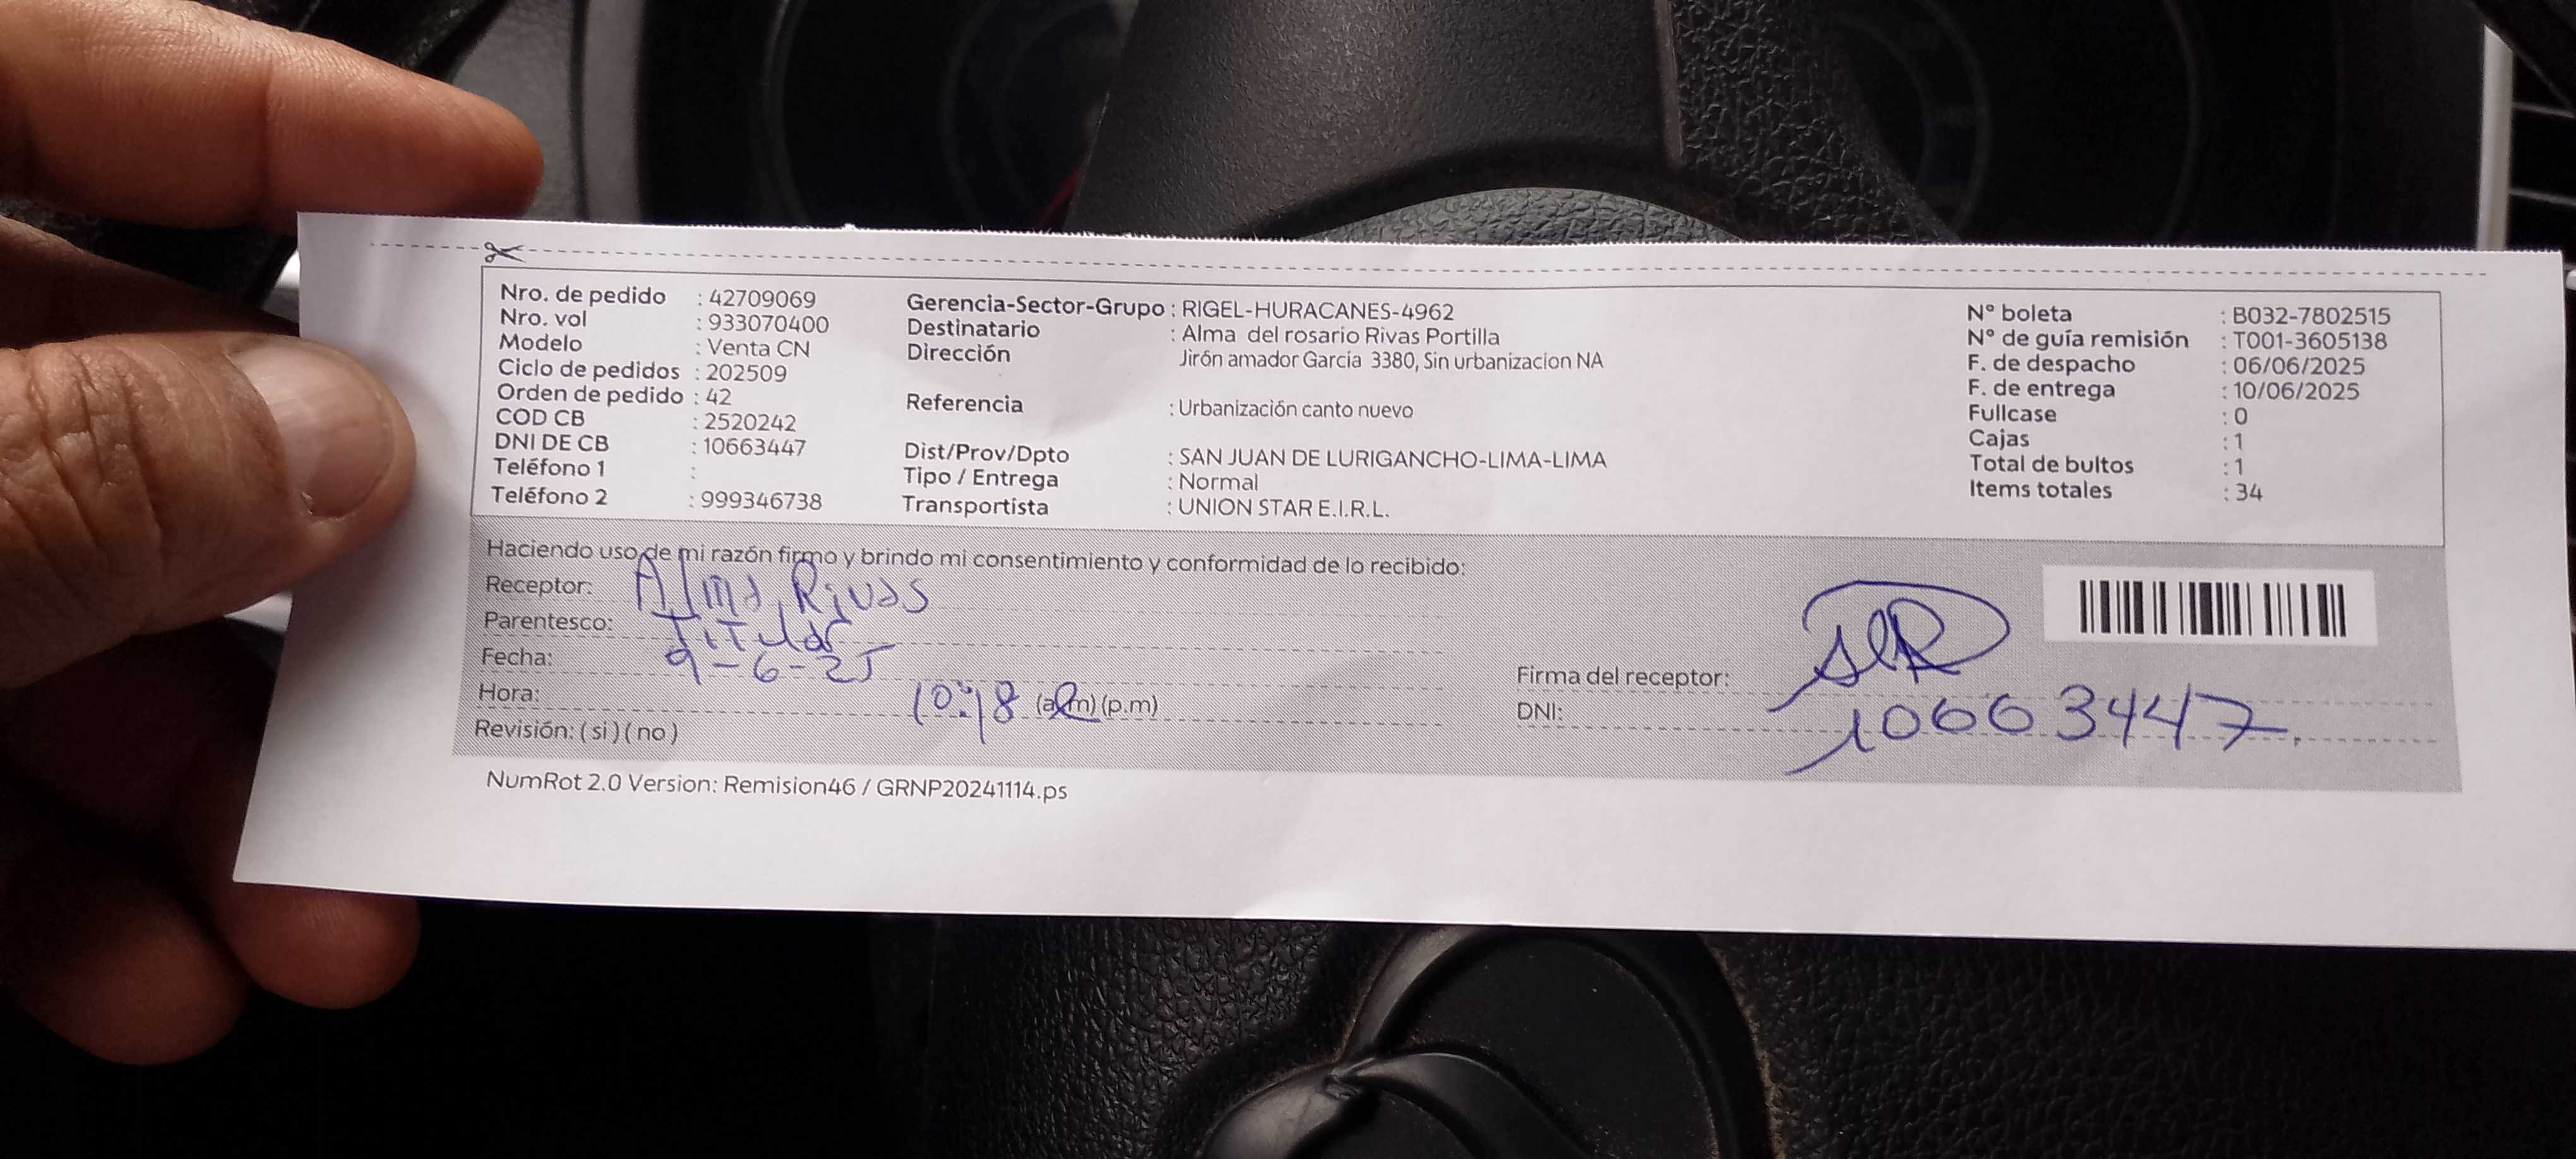 Nro. de pedido : 42709069
Nro. vol : 933070400
Modelo : Venta CN
Ciclo de pedidos : 202509
Orden de pedido : 42
COD CB : 2520242
DNI DE CB : 10663447
Teléfono 1 :
Teléfono 2 : 999346738
Gerencia-Sector-Grupo : RIGEL-HURACANES-4962
Destinatario : Alma del rosario Rivas Portilla
Dirección Jirón amador García 3380, Sin urbanizacion NA
Referencia : Urbanización canto nuevo
Dist/Prov/Dpto : SAN JUAN DE LURIGANCHO-LIMA-LIMA
Tipo / Entrega : Normal
Transportista : UNION STAR E.I.R.L.
N° boleta : B032-7802515
N° de guía remisión : T001-3605138
F. de despacho : 06/06/2025
F. de entrega : 10/06/2025
Fullcase : 0
Cajas : 1
Total de bultos : 1
Items totales : 34
Haciendo uso de mi razón firmo y brindo mi consentimiento y conformidad de lo recibido:
Receptor: Alma Rivas
Parentesco: Titular
Fecha: 9-6-25
Hora: 10:18 (a.m) (p.m)
Revisión: ( si ) ( no )
Firma del receptor:
DNI: 10663447.
NumRot 2.0 Version: Remision46 / GRNP20241114.ps